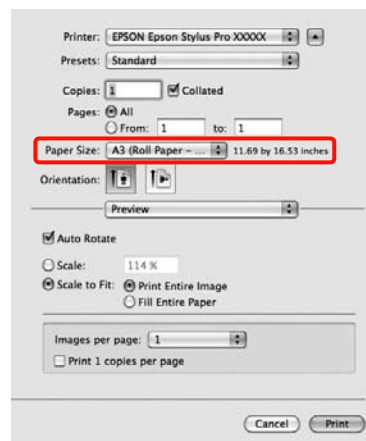 Printer: EPSON Epson Stylus Pro XXXXX
Presets: Standard
Copies: 1 Collated
Pages: All
From: 1 to: 1
Paper Size: A3 (Roll Paper - ... 11.69 by 16.53 inches
Orientation:
Preview
Auto Rotate
Scale: 114 %
Scale to Fit: Print Entire Image
Fill Entire Paper
Images per page: 1
Print 1 copies per page
Cancel Print